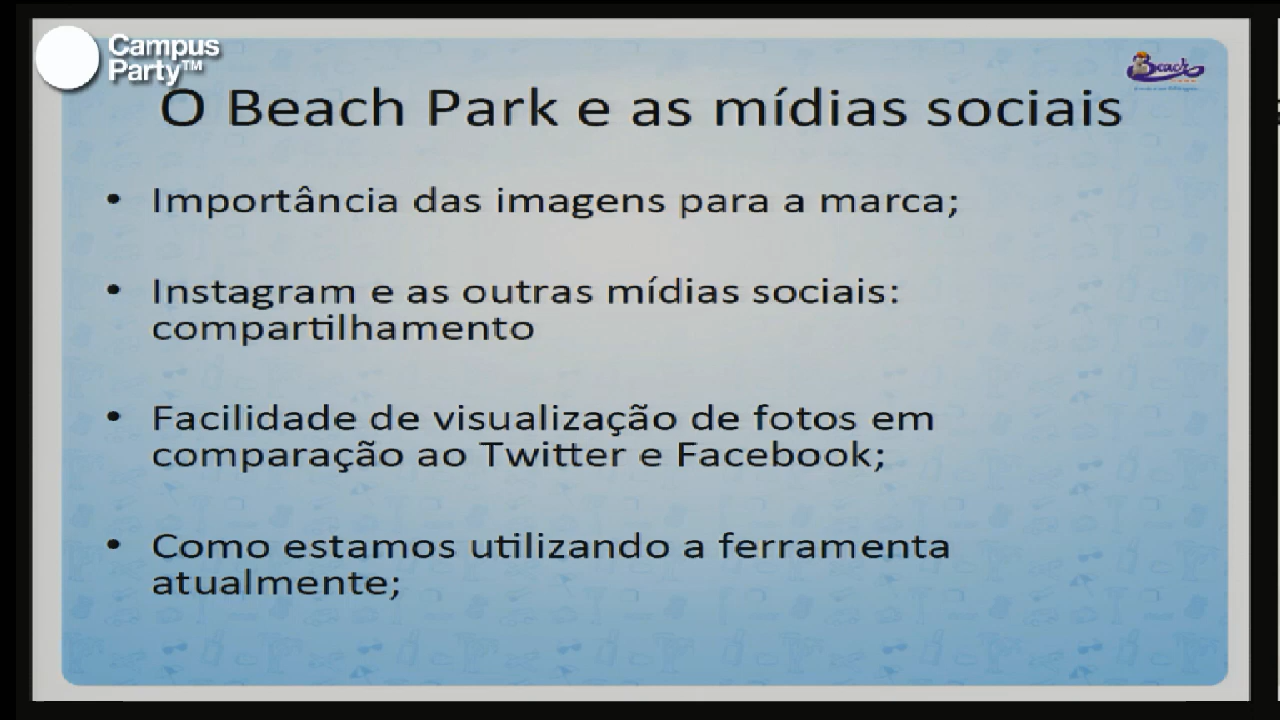 Campus
Party™
Beach
O Beach Park e as mídias sociais
• Importância das imagens para a marca;
• Instagram e as outras mídias sociais:
compartilhamento
• Facilidade de visualização de fotos em
comparação ao Twitter e Facebook;
• Como estamos utilizando a ferramenta
atualmente;